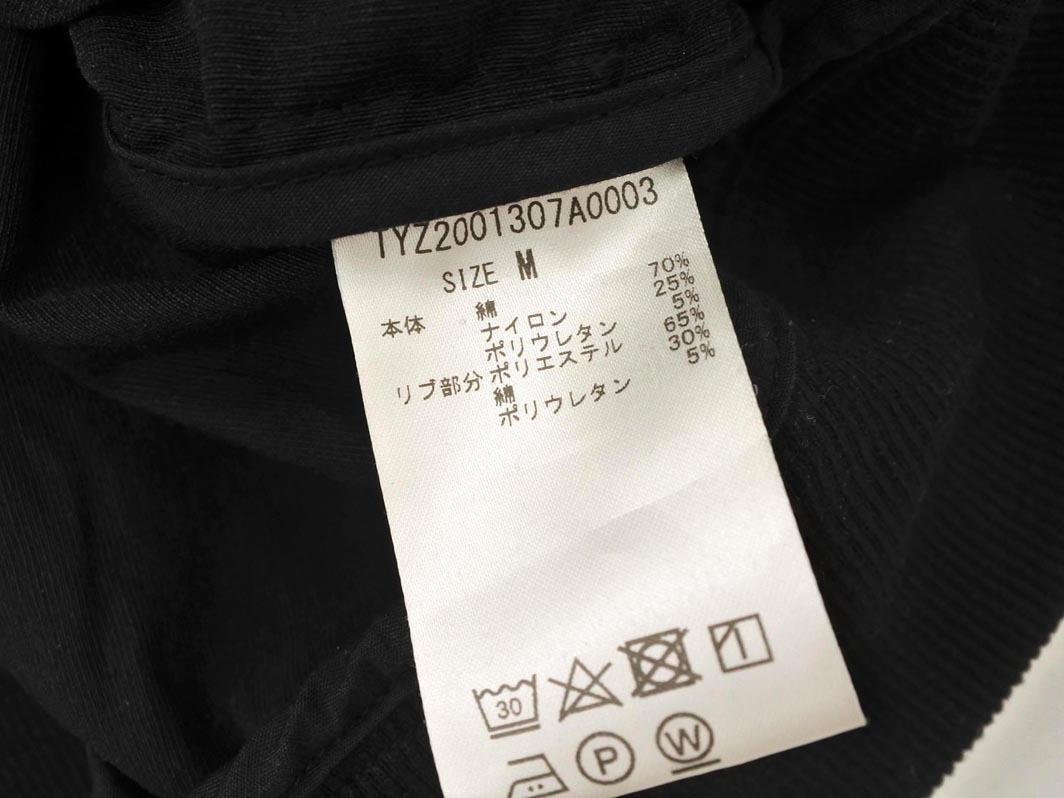 TYZ2001307A0003
SIZE M
本体 綿 70%
ナイロン 25%
ポリウレタン 5%
リブ部分 ポリエステル 65%
綿 30%
ポリウレタン 5%
30
P W